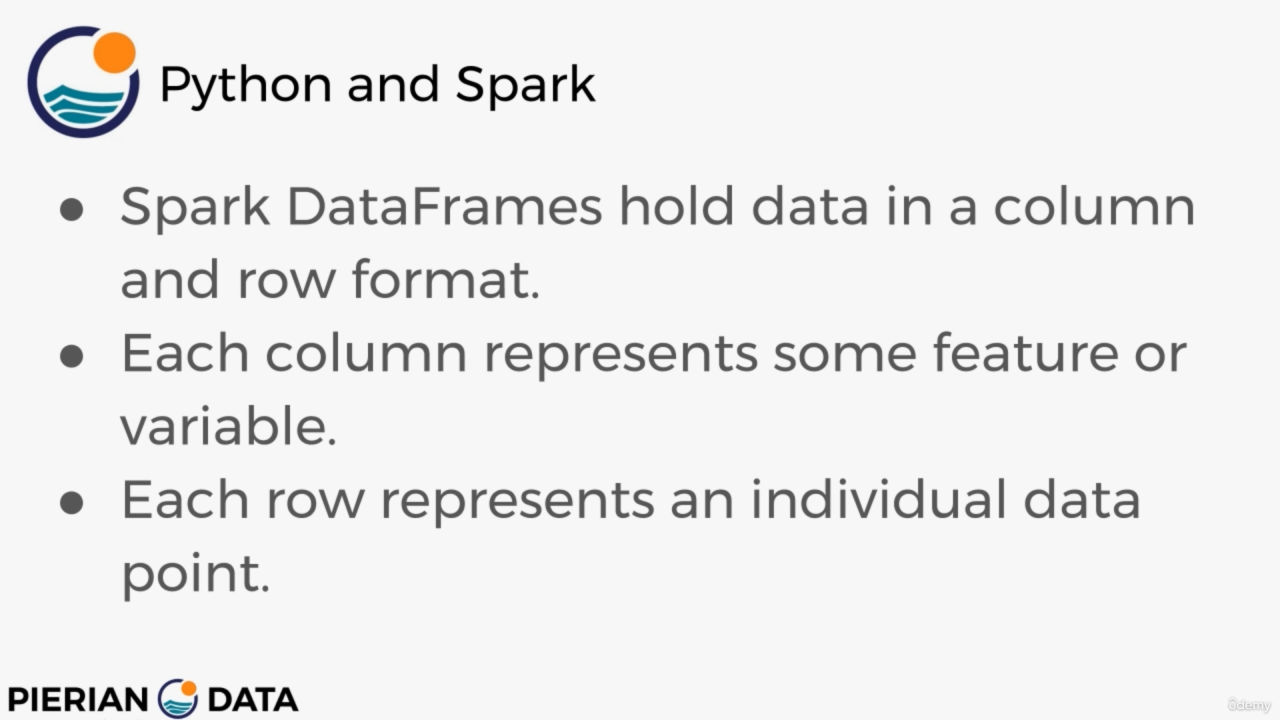 Python and Spark
● Spark DataFrames hold data in a column
and row format.
● Each column represents some feature or
variable.
● Each row represents an individual data
point.
PIERIAN DATA
ûdemy